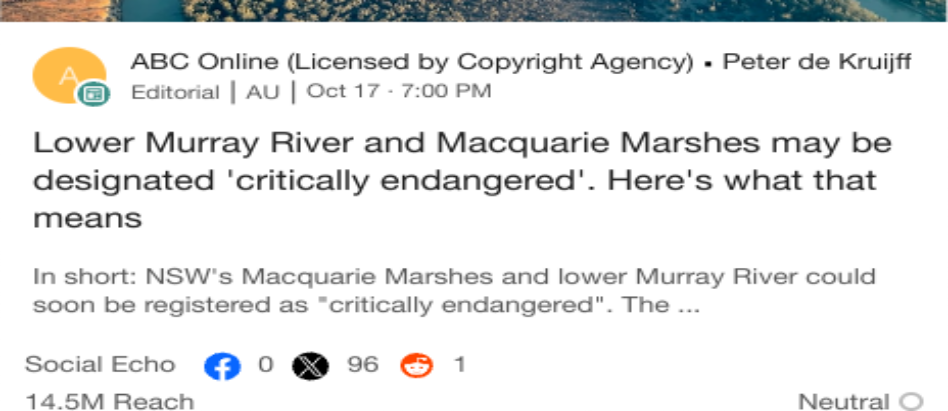 A
ABC Online (Licensed by Copyright Agency) • Peter de Kruijff
Editorial | AU | Oct 17 · 7:00 PM
Lower Murray River and Macquarie Marshes may be
designated 'critically endangered'. Here's what that
means
In short: NSW's Macquarie Marshes and lower Murray River could
soon be registered as "critically endangered". The ...
Social Echo 0 96 1
14.5M Reach Neutral